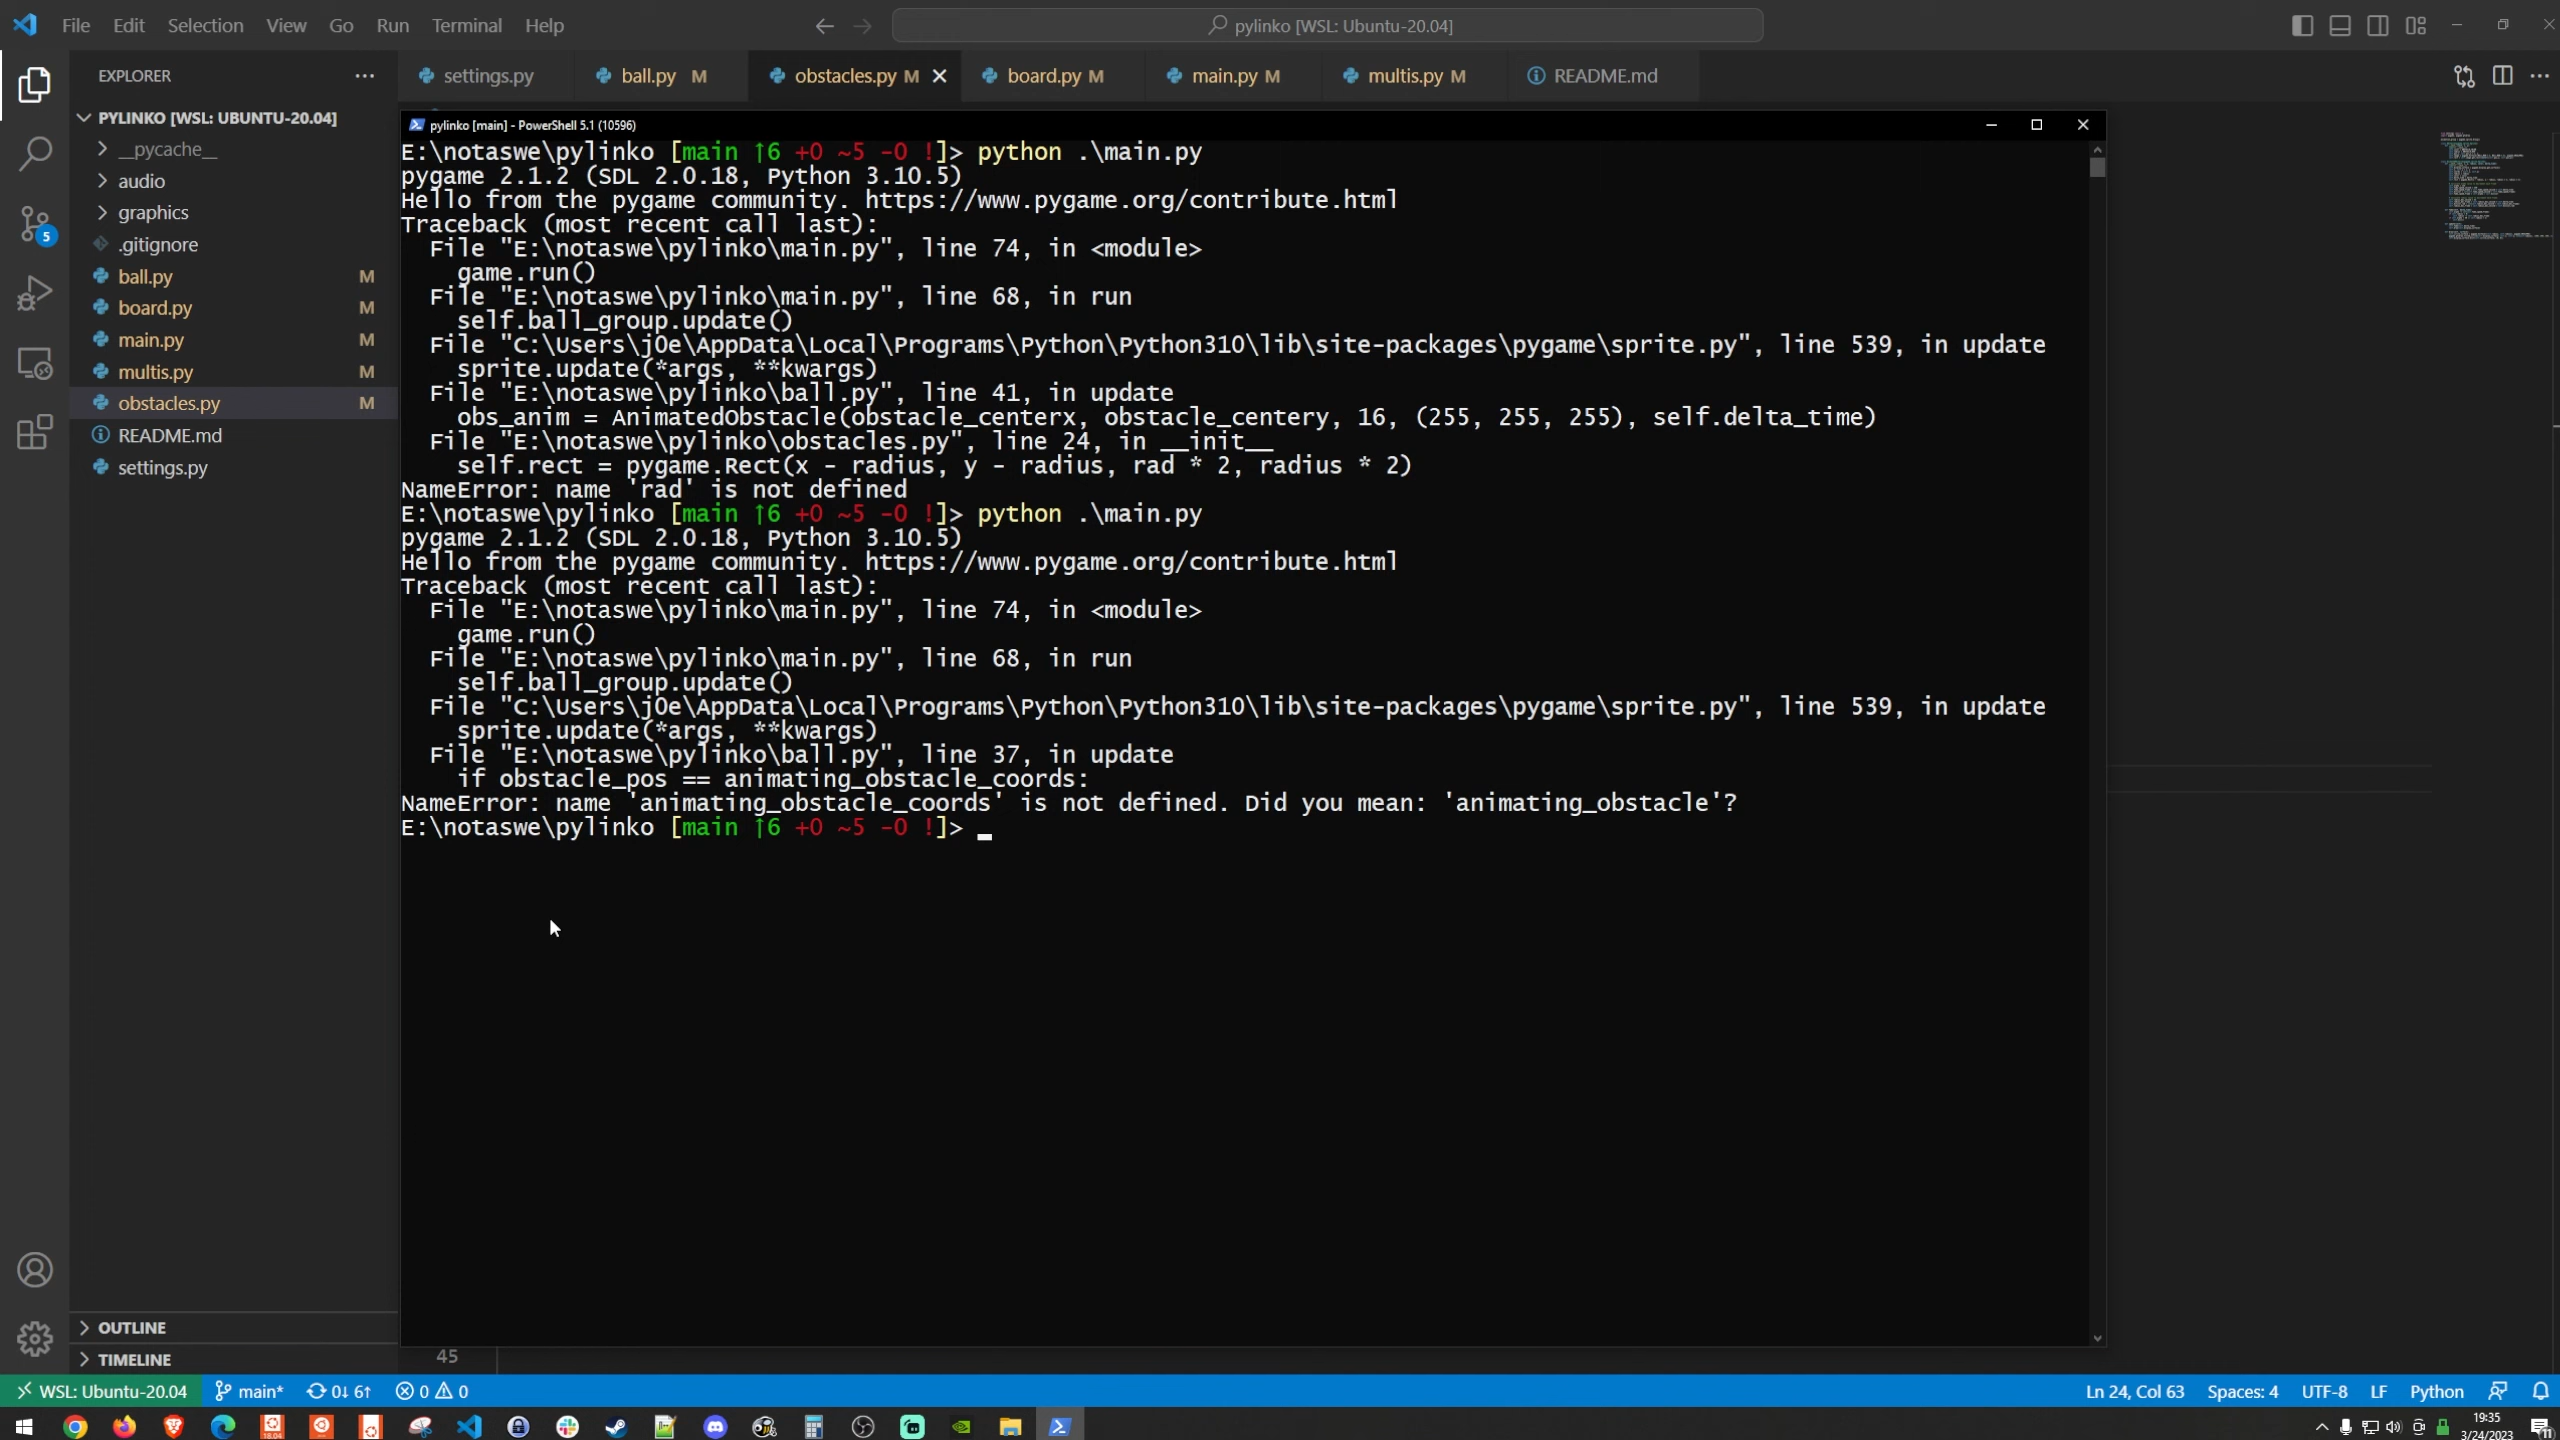 File Edit Selection View Go Run Terminal Help
pylinko [WSL: Ubuntu-20.04]
EXPLORER
settings.py
ball.py M
obstacles.py M
board.py M
main.py M
multis.py M
README.md
PYLINKO [WSL: UBUNTU-20.04]
__pycache__
audio
graphics
.gitignore
ball.py M
board.py M
main.py M
multis.py M
obstacles.py M
README.md
settings.py
5
OUTLINE
TIMELINE
pylinko [main] - PowerShell 5.1 (10596)
E:\notaswe\pylinko [main ↑6 +0 ~5 -0 !]> python .\main.py
pygame 2.1.2 (SDL 2.0.18, Python 3.10.5)
Hello from the pygame community. https://www.pygame.org/contribute.html
Traceback (most recent call last):
  File "E:\notaswe\pylinko\main.py", line 74, in <module>
    game.run()
  File "E:\notaswe\pylinko\main.py", line 68, in run
    self.ball_group.update()
  File "C:\Users\j0e\AppData\Local\Programs\Python\Python310\lib\site-packages\pygame\sprite.py", line 539, in update
    sprite.update(*args, **kwargs)
  File "E:\notaswe\pylinko\ball.py", line 41, in update
    obs_anim = AnimatedObstacle(obstacle_centerx, obstacle_centery, 16, (255, 255, 255), self.delta_time)
  File "E:\notaswe\pylinko\obstacles.py", line 24, in __init__
    self.rect = pygame.Rect(x - radius, y - radius, rad * 2, radius * 2)
NameError: name 'rad' is not defined
E:\notaswe\pylinko [main ↑6 +0 ~5 -0 !]> python .\main.py
pygame 2.1.2 (SDL 2.0.18, Python 3.10.5)
Hello from the pygame community. https://www.pygame.org/contribute.html
Traceback (most recent call last):
  File "E:\notaswe\pylinko\main.py", line 74, in <module>
    game.run()
  File "E:\notaswe\pylinko\main.py", line 68, in run
    self.ball_group.update()
  File "C:\Users\j0e\AppData\Local\Programs\Python\Python310\lib\site-packages\pygame\sprite.py", line 539, in update
    sprite.update(*args, **kwargs)
  File "E:\notaswe\pylinko\ball.py", line 37, in update
    if obstacle_pos == animating_obstacle_coords:
NameError: name 'animating_obstacle_coords' is not defined. Did you mean: 'animating_obstacle'?
E:\notaswe\pylinko [main ↑6 +0 ~5 -0 !]>
45
WSL: Ubuntu-20.04 main* 0↓ 6↑ 0 0
Ln 24, Col 63 Spaces: 4 UTF-8 LF Python
18.04
19:35
3/24/2023
11